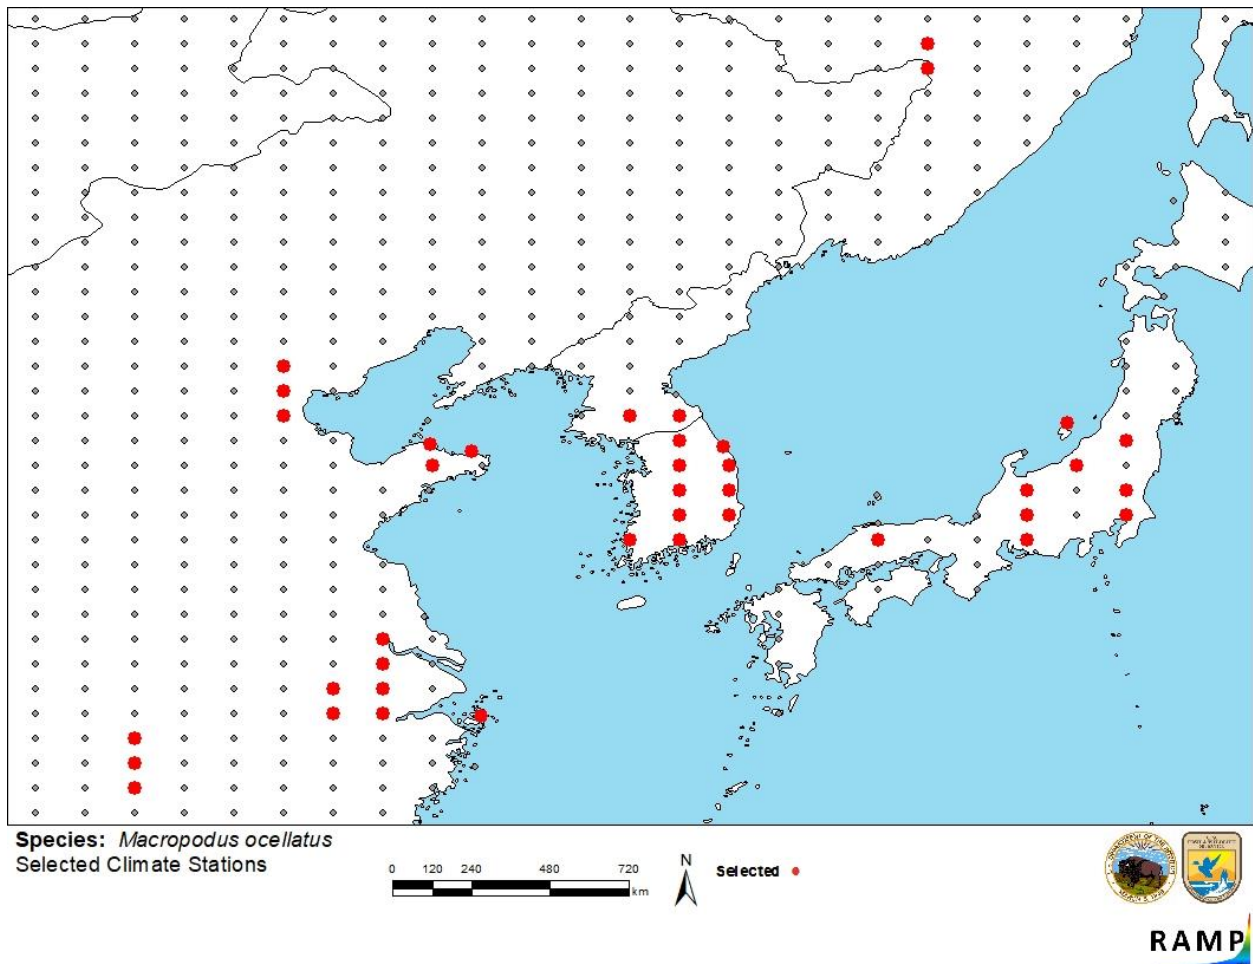 Species: Macropodus ocellatus
Selected Climate Stations
0 120 240 480 720
km
N
Selected
RAMP